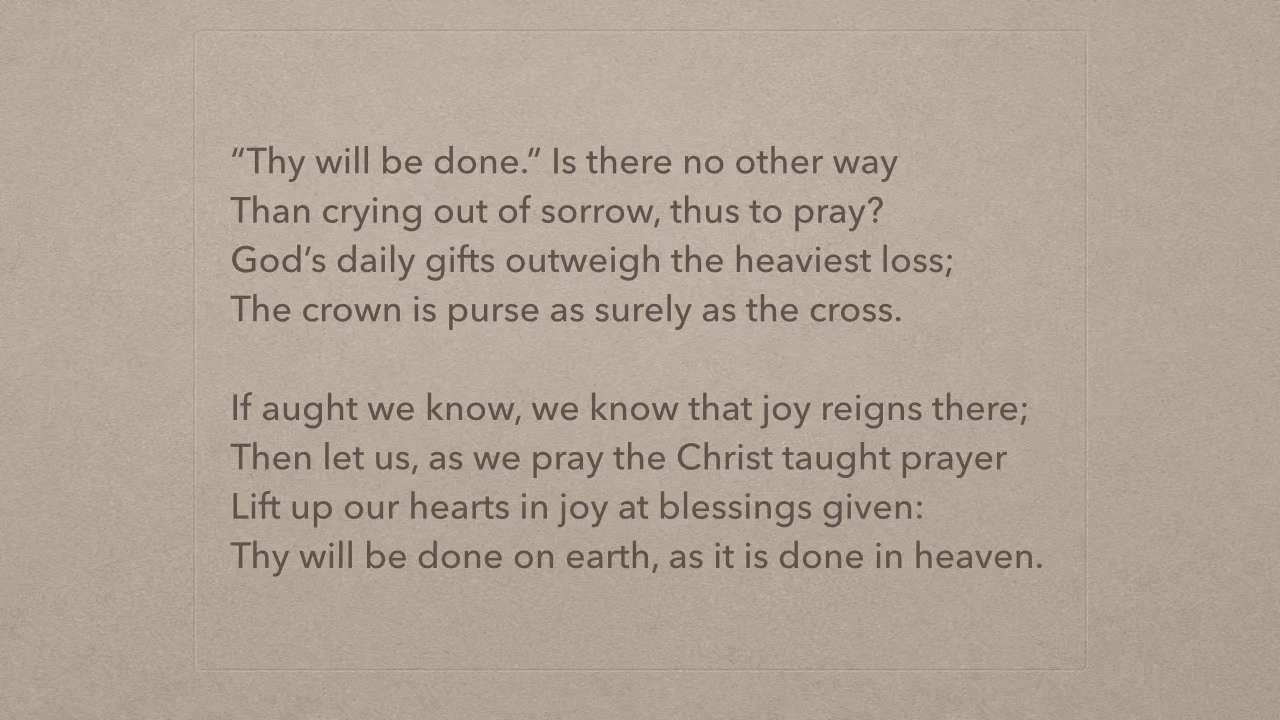 “Thy will be done.” Is there no other way
Than crying out of sorrow, thus to pray?
God’s daily gifts outweigh the heaviest loss;
The crown is purse as surely as the cross.
If aught we know, we know that joy reigns there;
Then let us, as we pray the Christ taught prayer
Lift up our hearts in joy at blessings given:
Thy will be done on earth, as it is done in heaven.